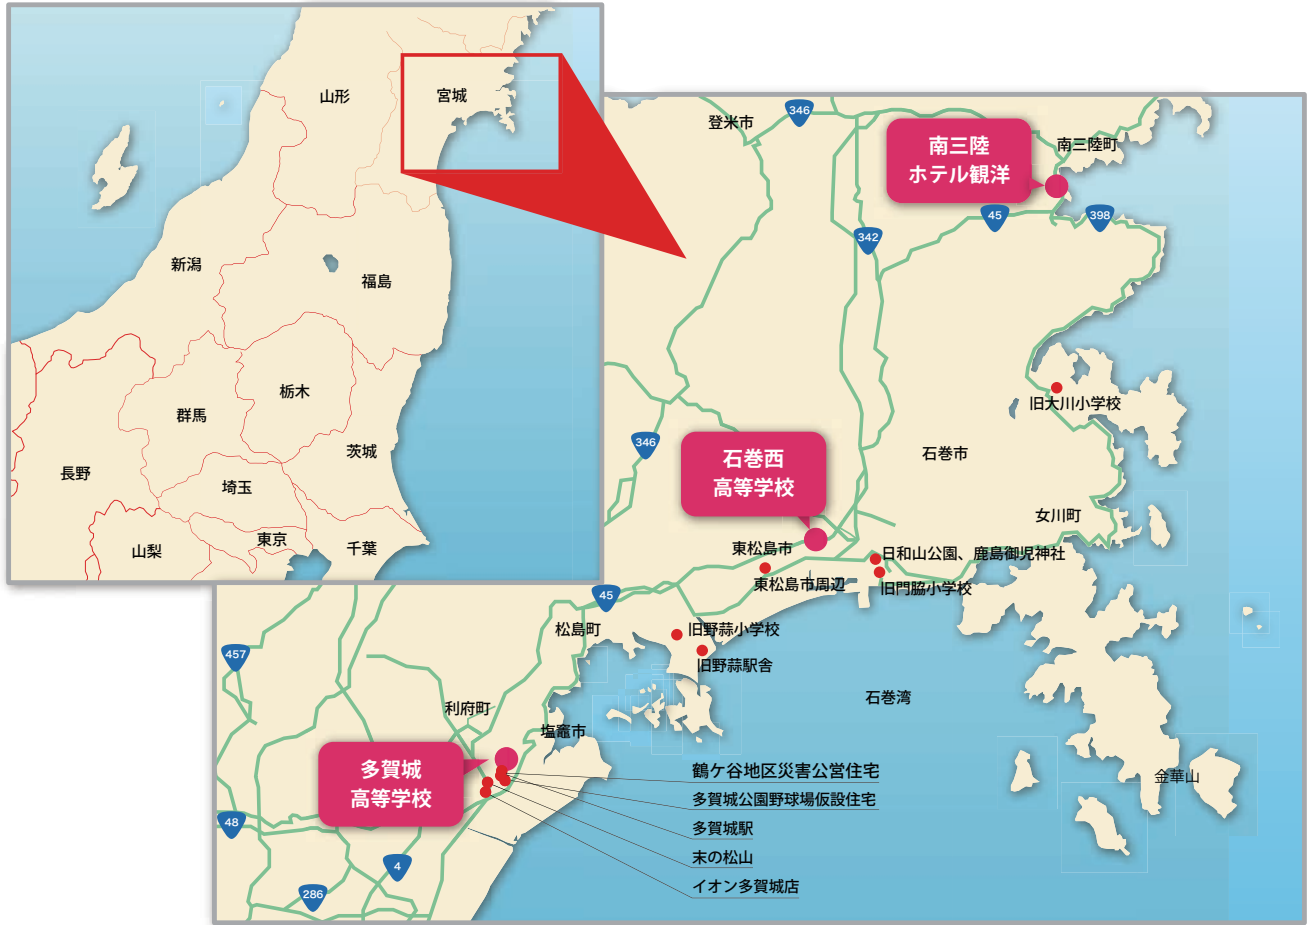 山形
宮城
新潟
福島
栃木
群馬
茨城
長野
埼玉
東京
山梨
千葉
346
登米市
南三陸
ホテル観洋
南三陸町
45
398
342
旧大川小学校
346
石巻西
高等学校
石巻市
女川町
東松島市
日和山公園、鹿島御児神社
東松島市周辺
旧門脇小学校
45
松島町
旧野蒜小学校
旧野蒜駅舎
457
利府町
塩竈市
石巻湾
多賀城
高等学校
鶴ケ谷地区災害公営住宅
金華山
多賀城公園野球場仮設住宅
48
多賀城駅
末の松山
4
イオン多賀城店
286